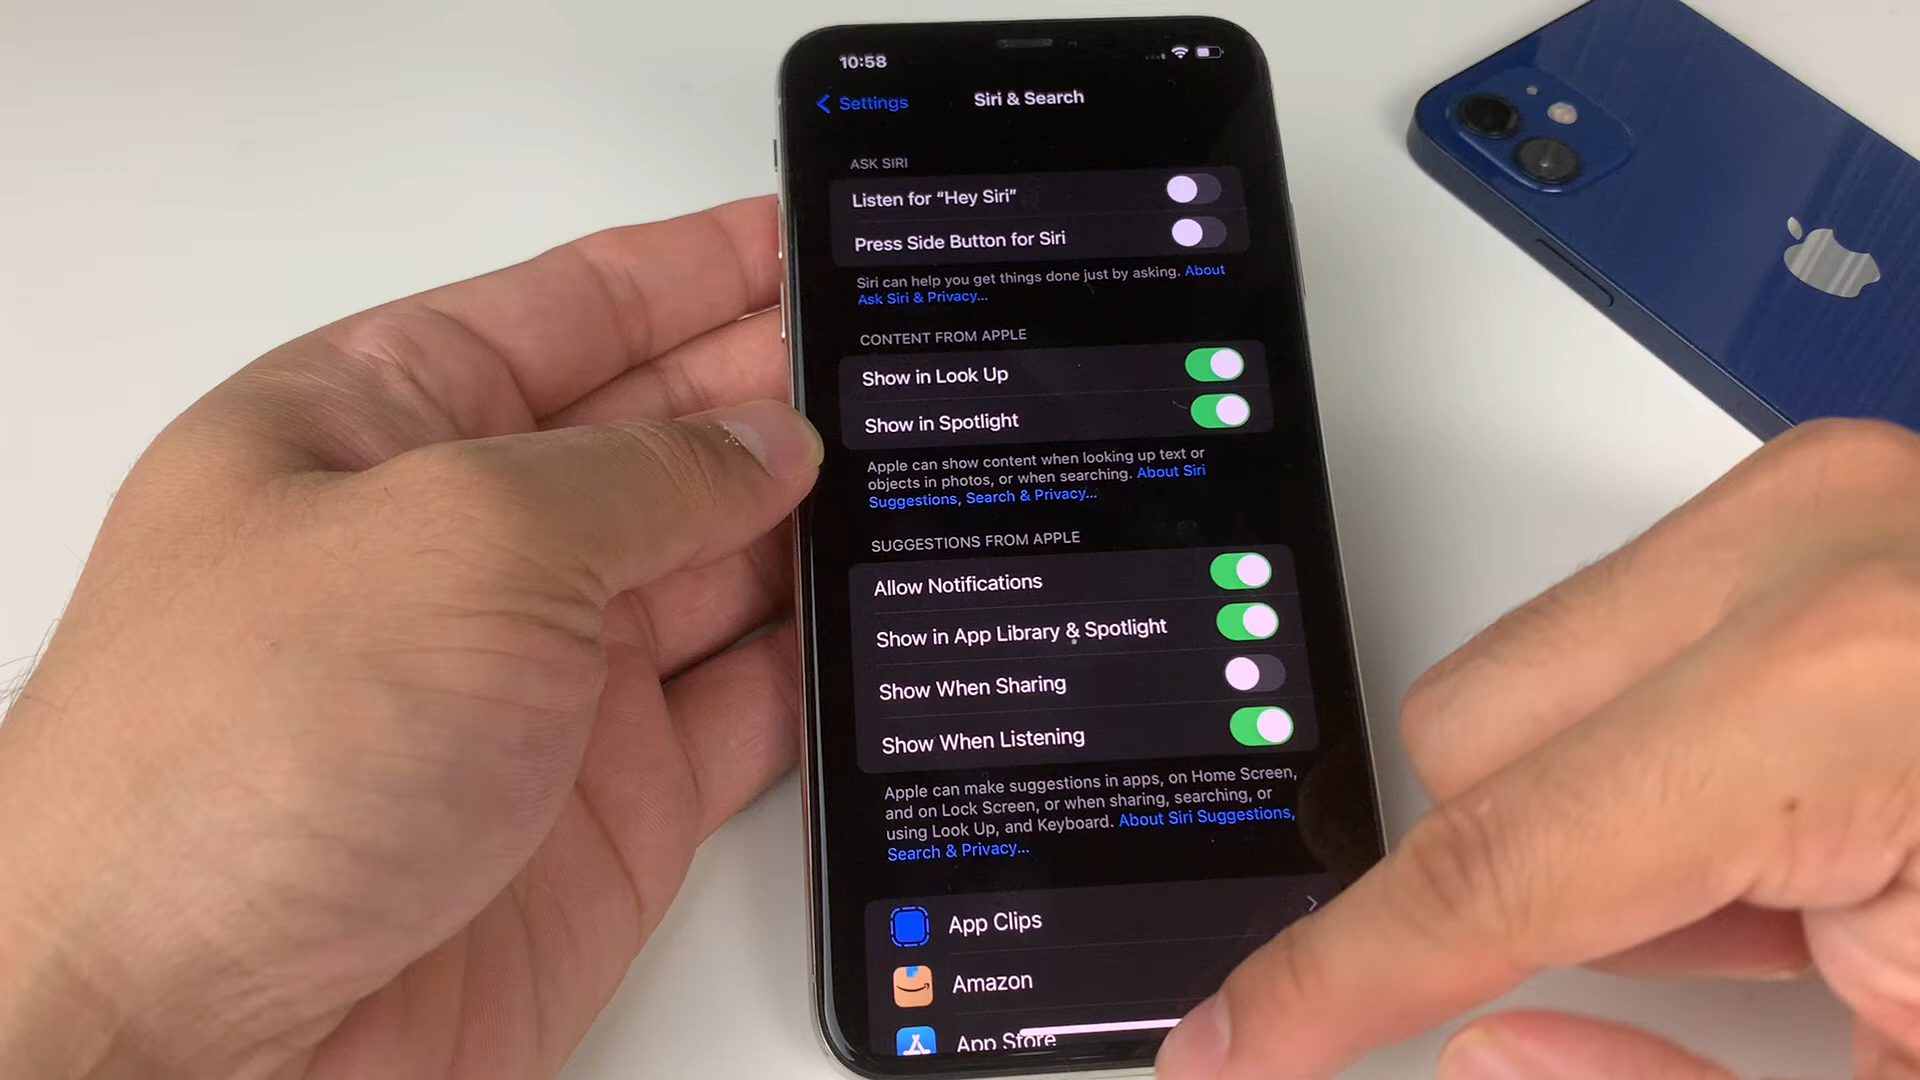 10:58
Settings
Siri & Search
ASK SIRI
Listen for "Hey Siri"
Press Side Button for Siri
Siri can help you get things done just by asking. About
Ask Siri & Privacy...
CONTENT FROM APPLE
Show in Look Up
Show in Spotlight
Apple can show content when looking up text or
objects in photos, or when searching. About Siri
Suggestions, Search & Privacy...
SUGGESTIONS FROM APPLE
Allow Notifications
Show in App Library & Spotlight
Show When Sharing
Show When Listening
Apple can make suggestions in apps, on Home Screen,
and on Lock Screen, or when sharing, searching, or
using Look Up, and Keyboard. About Siri Suggestions,
Search & Privacy...
App Clips
Amazon
App Store